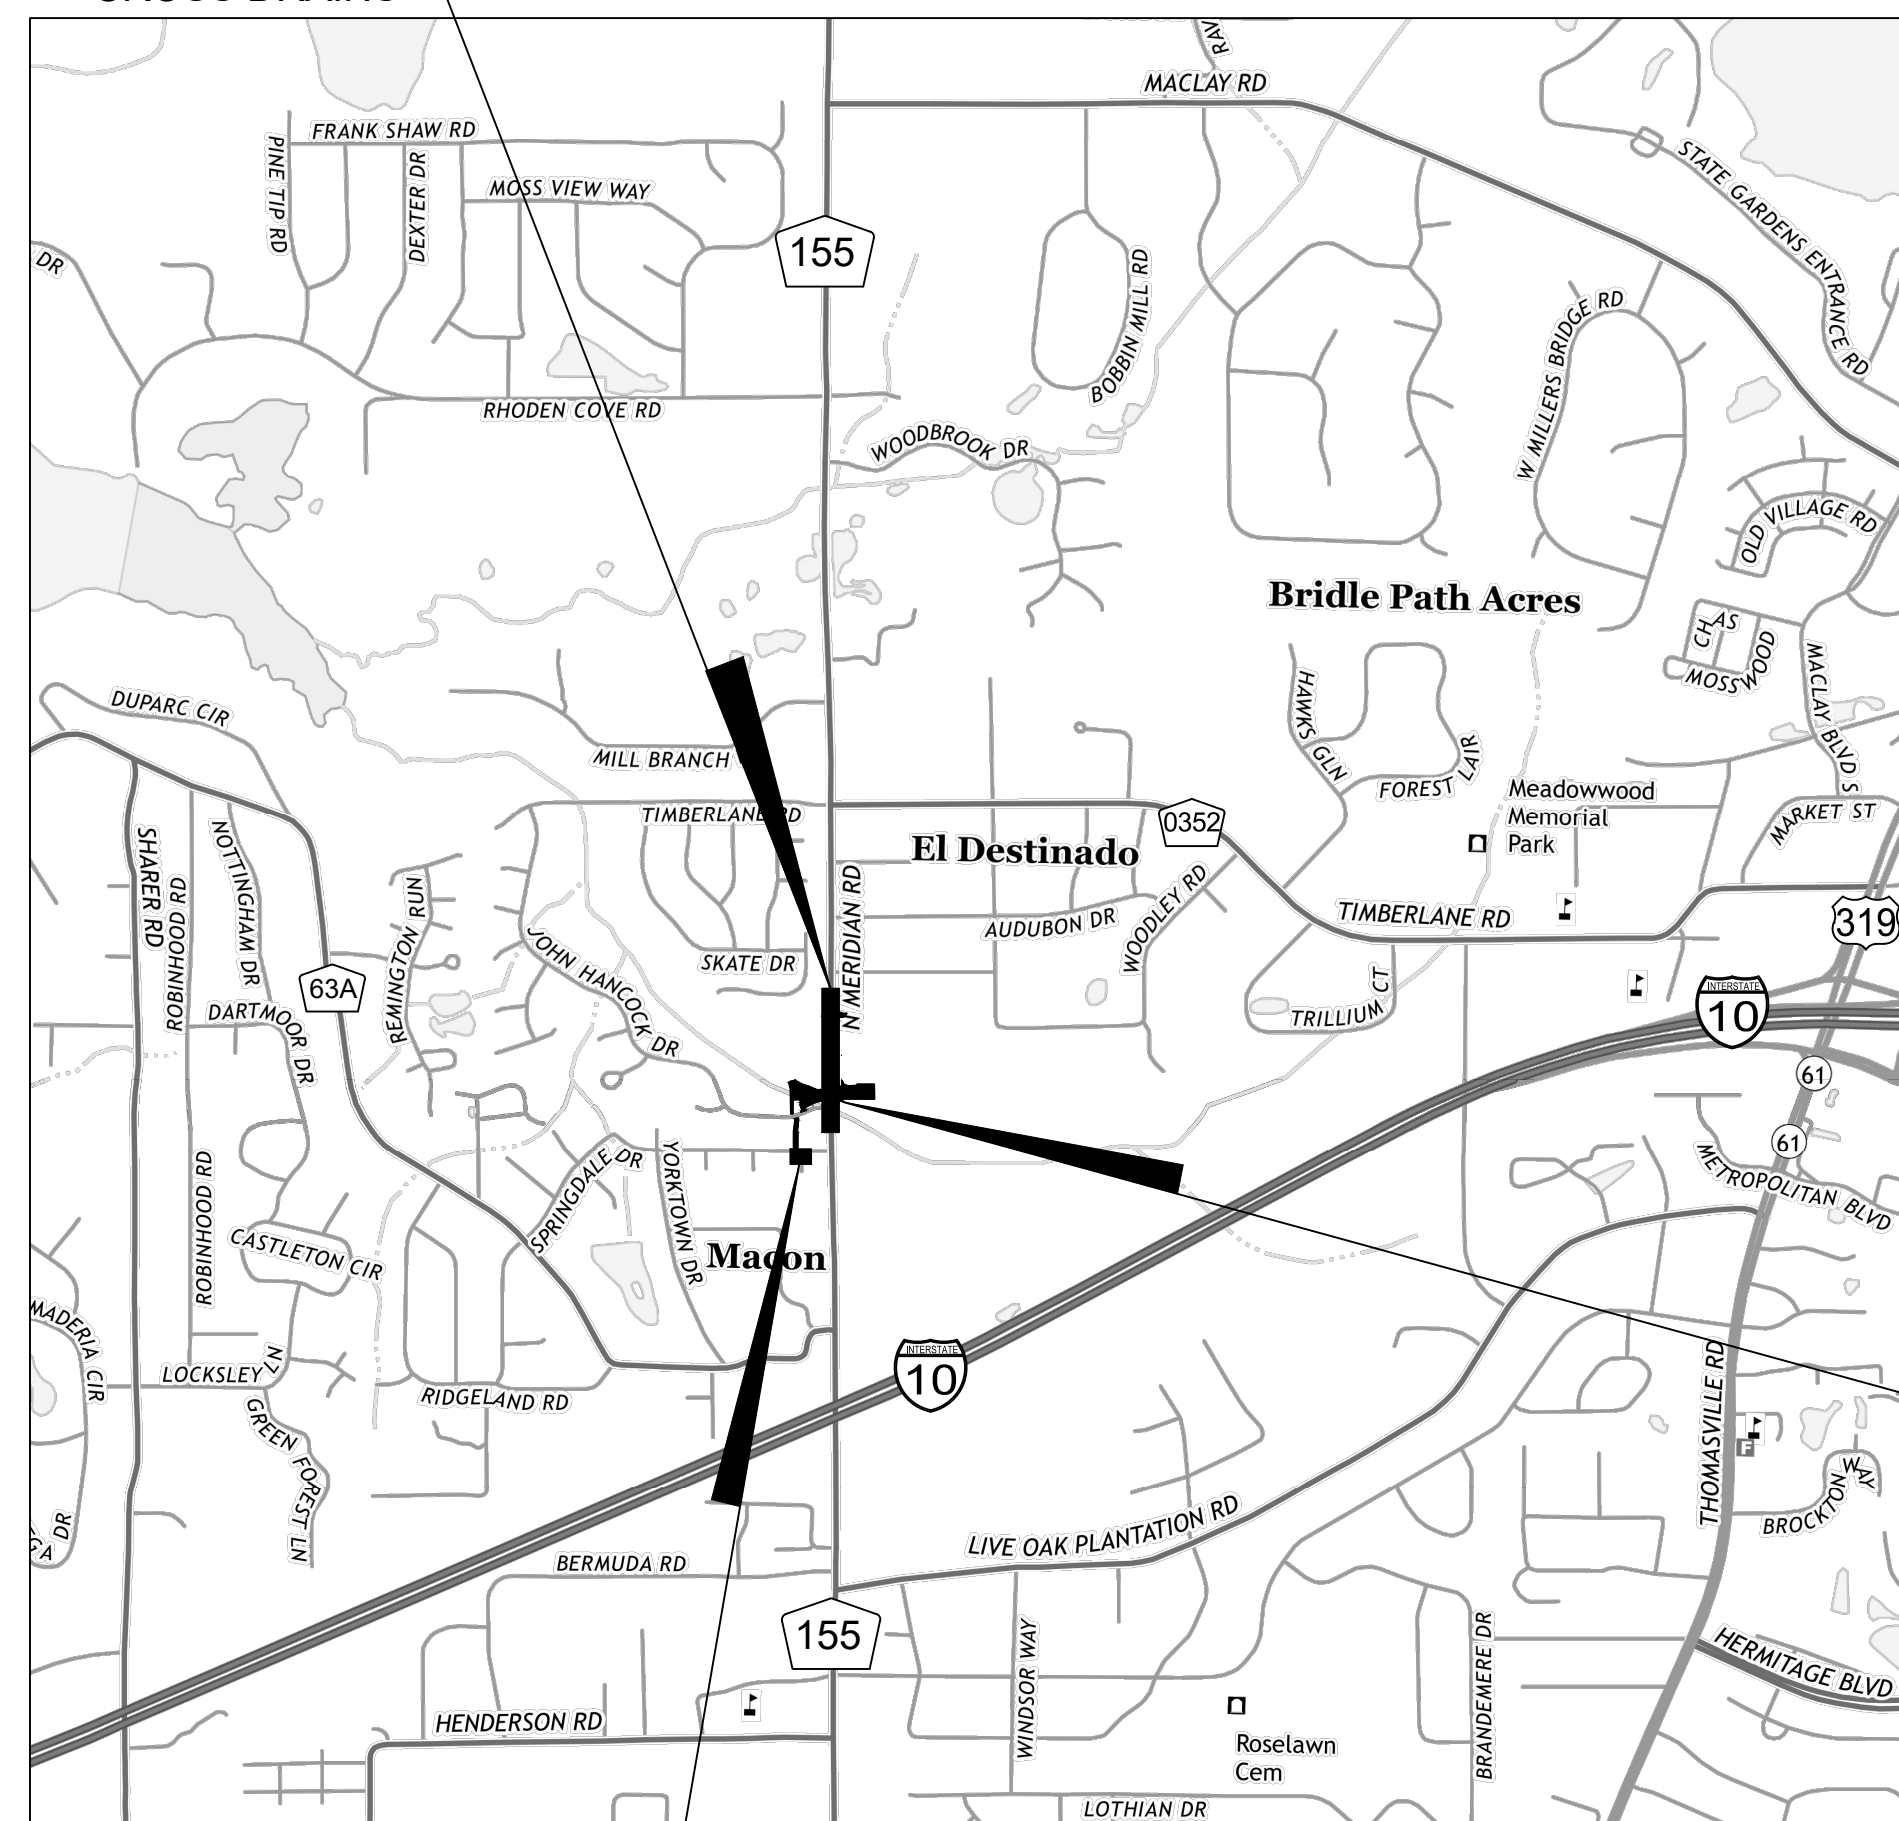 RAV
MACLAY RD
FRANK SHAW RD
PINE TIP RD
DEXTER DR
MOSS VIEW WAY
STATE GARDENS ENTRANCE RD
155
DR
BOBBIN MILL RD
W MILLERS BRIDGE RD
RHODEN COVE RD
WOODBROOK DR
OLD VILLAGE RD
Bridle Path Acres
CHAS
MOSSWOOD
MACLAY BLVD S
HAWKS GLN
FOREST LAIR
DUPARC CIR
MILL BRANCH
TIMBERLANE RD
0352
El Destinado
Meadowwood
Memorial
Park
MARKET ST
SHARER RD
ROBINHOOD RD
NOTTINGHAM DR
REMINGTON RUN
N MERIDIAN RD
WOODLEY RD
AUDUBON DR
TIMBERLANE RD
319
JOHN HANCOCK DR
SKATE DR
63A
DARTMOOR DR
TRILLIUM CT
INTERSTATE
10
61
61
METROPOLITAN BLVD
SPRINGDALE DR
YORKTOWN DR
ROBINHOOD RD
CASTLETON CIR
Macon
MADERIA CIR
LOCKSLEY LN
RIDGELAND RD
INTERSTATE
10
THOMASVILLE RD
GREEN FOREST LN
F
BROCKTON WAY
GA DR
LIVE OAK PLANTATION RD
BERMUDA RD
155
WINDSOR WAY
BRANDEMERE DR
HERMITAGE BLVD
HENDERSON RD
Roselawn
Cem
LOTHIAN DR